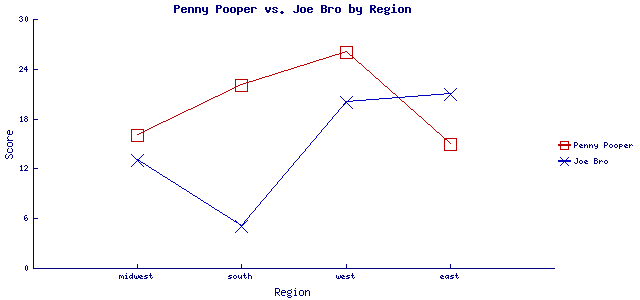 Penny Pooper vs. Joe Bro by Region
30
24
18
12
6
0
Score
midwest south west east
Region
Penny Pooper
Joe Bro